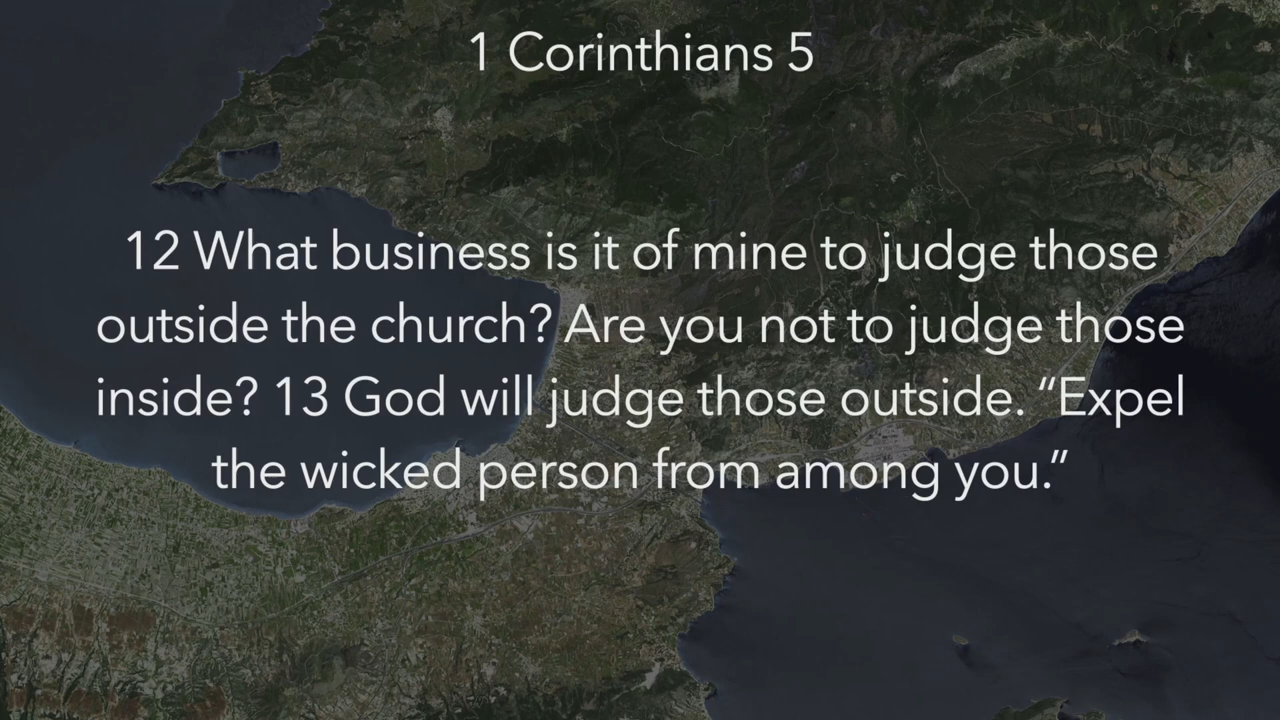 1 Corinthians 5
12 What business is it of mine to judge those
outside the church? Are you not to judge those
inside? 13 God will judge those outside. “Expel
the wicked person from among you.”